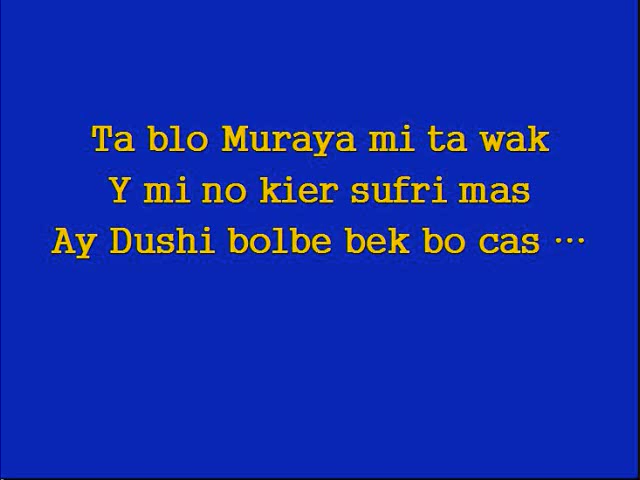 Ta blo Muraya mi ta wak
Y mi no kier sufri mas
Ay Dushi bolbe bek bo cas ...